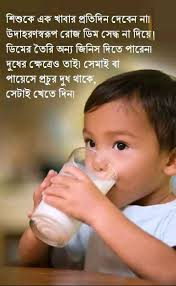 শিশুকে এক খাবার প্রতিদিন দেবেন না।
উদাহরণস্বরূপ রোজ ডিম সেদ্ধ না দিয়ে।
ডিমের তৈরি অন্য জিনিস দিতে পারেন।
দুধের ক্ষেত্রেও তাই। সেমাই বা
পায়েসে প্রচুর দুধ থাকে,
সেটাই খেতে দিন।